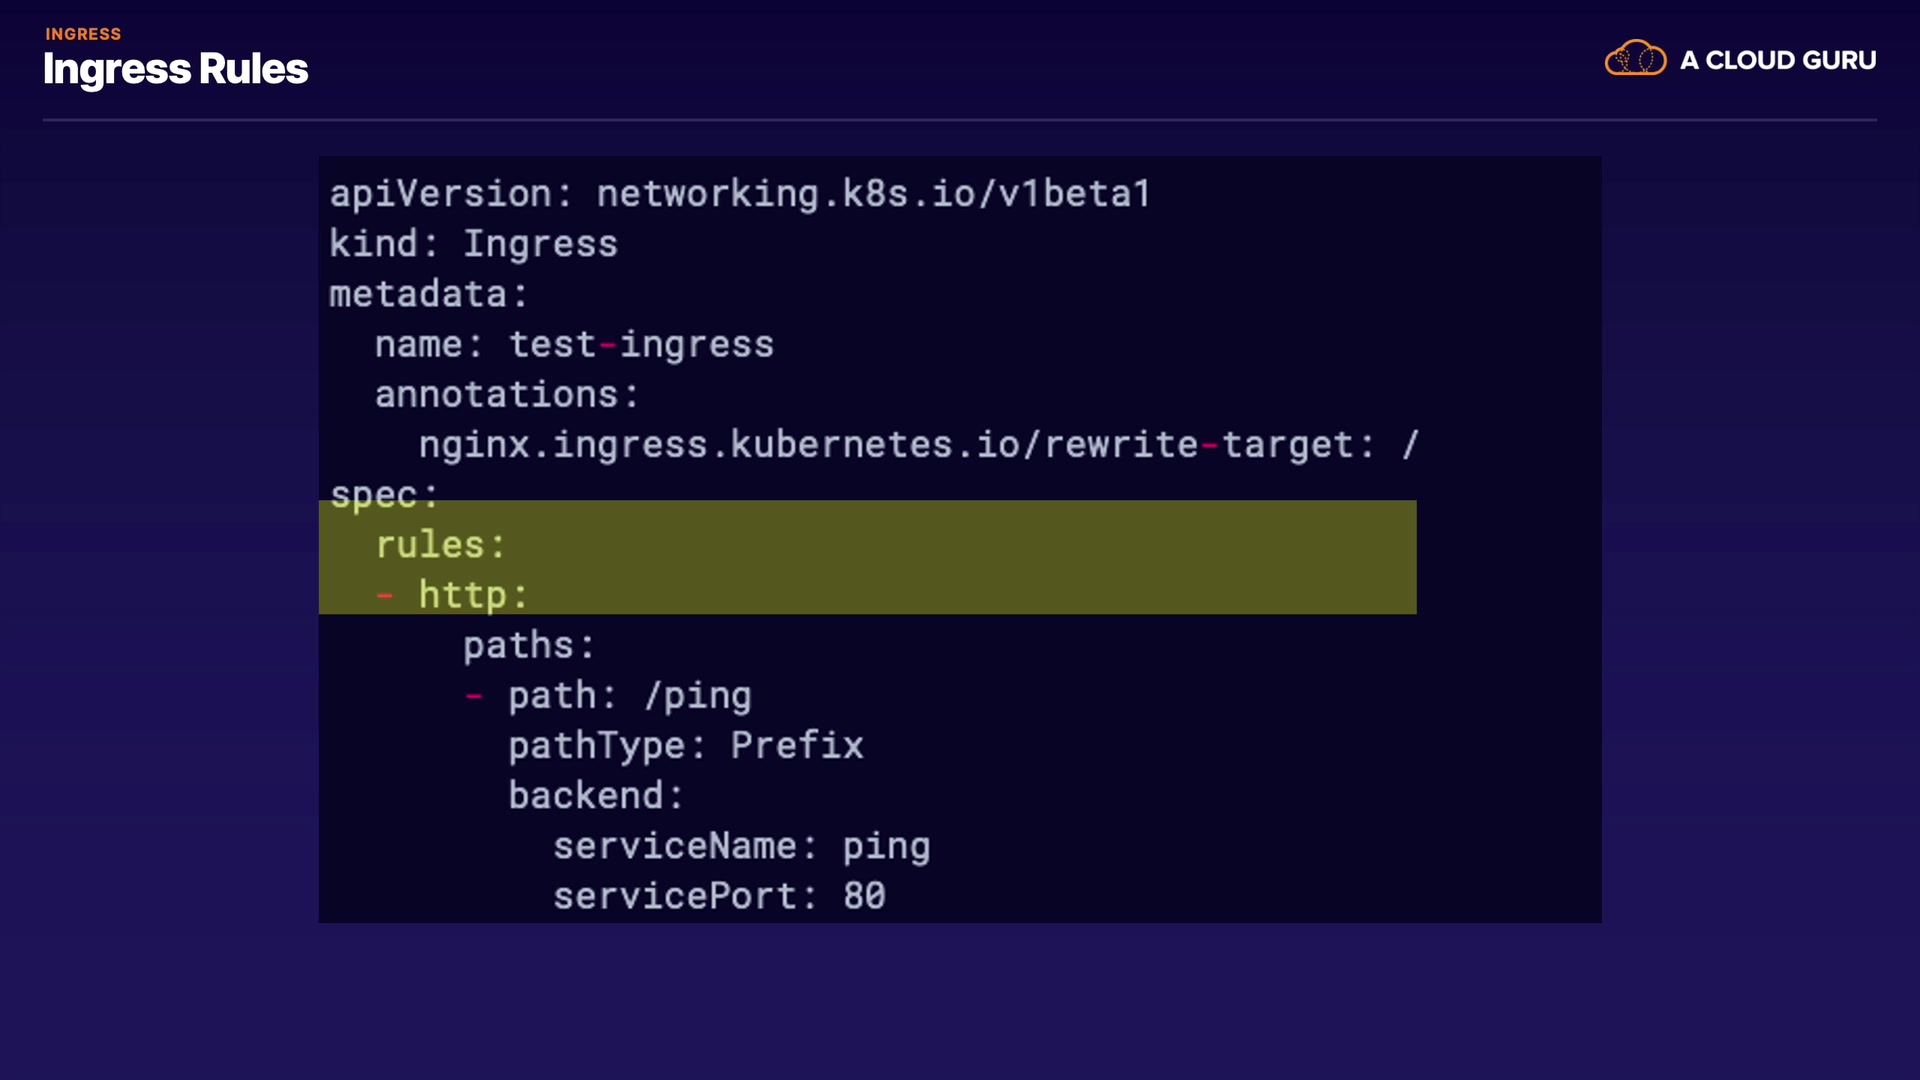 INGRESS
Ingress Rules
A CLOUD GURU
apiVersion: networking.k8s.io/v1beta1
kind: Ingress
metadata:
  name: test-ingress
  annotations:
    nginx.ingress.kubernetes.io/rewrite-target: /
spec:
  rules:
  - http:
      paths:
      - path: /ping
        pathType: Prefix
        backend:
          serviceName: ping
          servicePort: 80